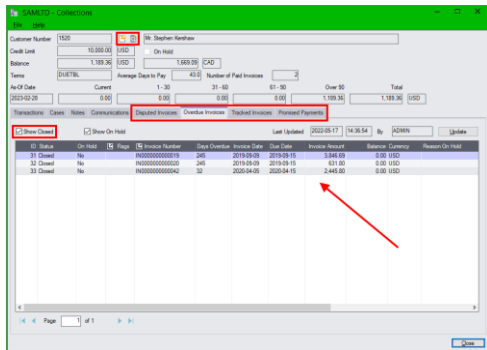 SAMLTD - Collections
File Help
Customer Number 1520 Mr. Stephen Kershaw
Credit Limit 10,000.00 USD On Hold
Balance 1,189.36 USD 1,669.09 CAD
Terms DUETBL Average Days to Pay 43.0 Number of Paid Invoices 2
As-Of Date Current 1 - 30 31 - 60 61 - 90 Over 90 Total
2023-02-28 0.00 0.00 0.00 0.00 1,189.36 1,189.36 USD
Transactions Cases Notes Communications Disputed Invoices Overdue Invoices Tracked Invoices Promised Payments
Show Closed Show On Hold Last Updated 2022-05-17 14:36:54 By ADMIN Update
ID Status On Hold Flags Invoice Number Days Overdue Invoice Date Due Date Invoice Amount Balance Currency Reason On Hold
31 Closed No IN0000000000019 245 2019-09-09 2019-09-15 3,846.69 0.00 USD
32 Closed No IN0000000000020 245 2019-09-09 2019-09-15 631.80 0.00 USD
33 Closed No IN0000000000042 32 2020-04-05 2020-04-15 2,445.80 0.00 USD
Page 1 of 1
Close